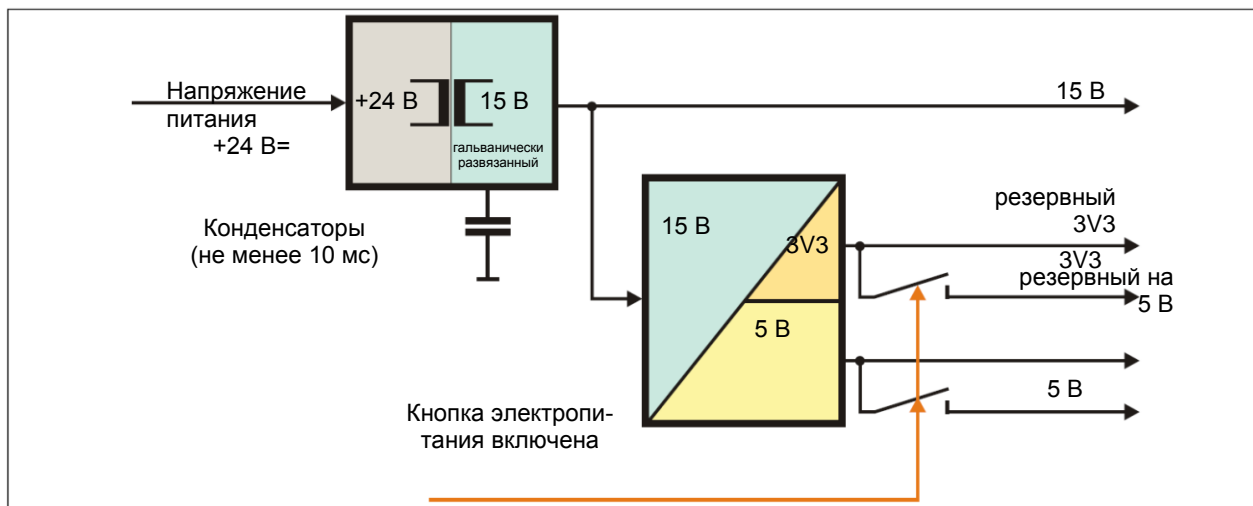 Напряжение
питания
+24 В=
+24 В
15 В
гальванически
развязанный
15 В
Конденсаторы
(не менее 10 мс)
15 В
3V3
5 В
резервный
3V3
3V3
резервный на
5 В
5 В
Кнопка электропи-
тания включена